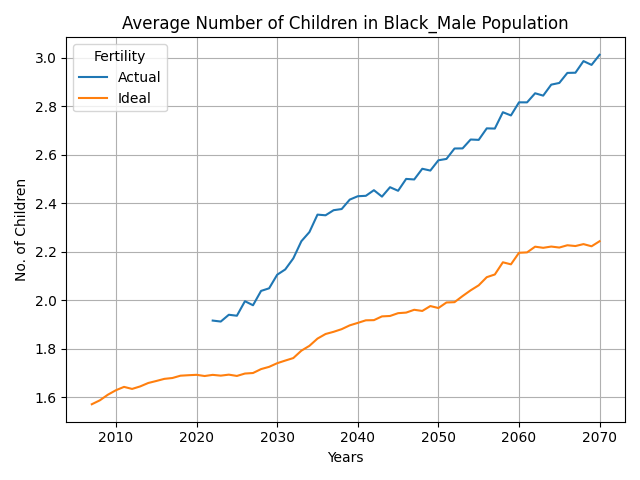 Average Number of Children in Black_Male Population
Fertility
Actual
Ideal
No. of Children
3.0
2.8
2.6
2.4
2.2
2.0
1.8
1.6
2010 2020 2030 2040 2050 2060 2070
Years